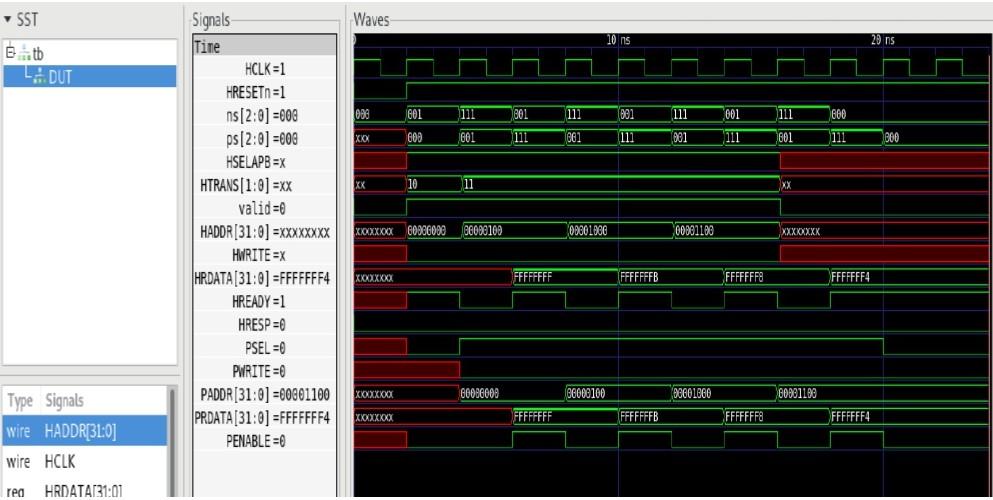 SST
tb
DUT
Type Signals
wire HADDR[31:0]
wire HCLK
reg HRDATA[31:0]
Signals
Time
HCLK=1
HRESETn=1
ns[2:0]=000
ps[2:0]=000
HSELAPB=x
HTRANS[1:0]=xx
valid=0
HADDR[31:0]=xxxxxxxx
HWRITE=x
HRDATA[31:0]=FFFFFFF4
HREADY=1
HRESP=0
PSEL=0
PWRITE=0
PADDR[31:0]=00001100
PRDATA[31:0]=FFFFFFF4
PENABLE=0
Waves
10 ns 20 ns
000 001 111 001 111 001 111 001 111 000
xxx 000 001 111 001 111 001 111 001 111 000
xx 10 11 xx
xxxxxxxx 00000000 00000100 00001000 00001100 xxxxxxxx
xxxxxxxx FFFFFFFF FFFFFFFB FFFFFFF8 FFFFFFF4
xxxxxxxx 00000000 00000100 00001000 00001100
xxxxxxxx FFFFFFFF FFFFFFFB FFFFFFF8 FFFFFFF4